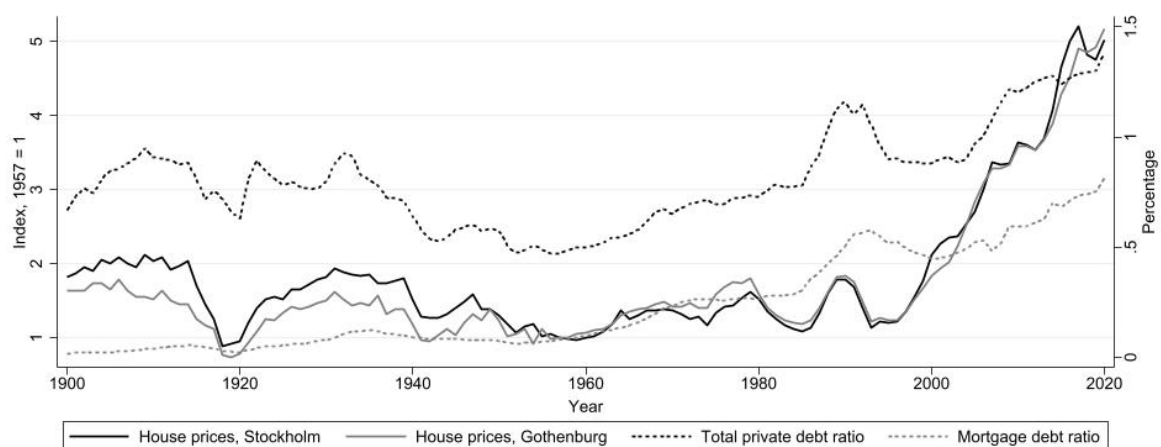 Index, 1957 = 1
5
4
3
2
1
Percentage
1.5
1
.5
0
1900
1920
1940
1960
1980
2000
2020
Year
House prices, Stockholm
House prices, Gothenburg
Total private debt ratio
Mortgage debt ratio